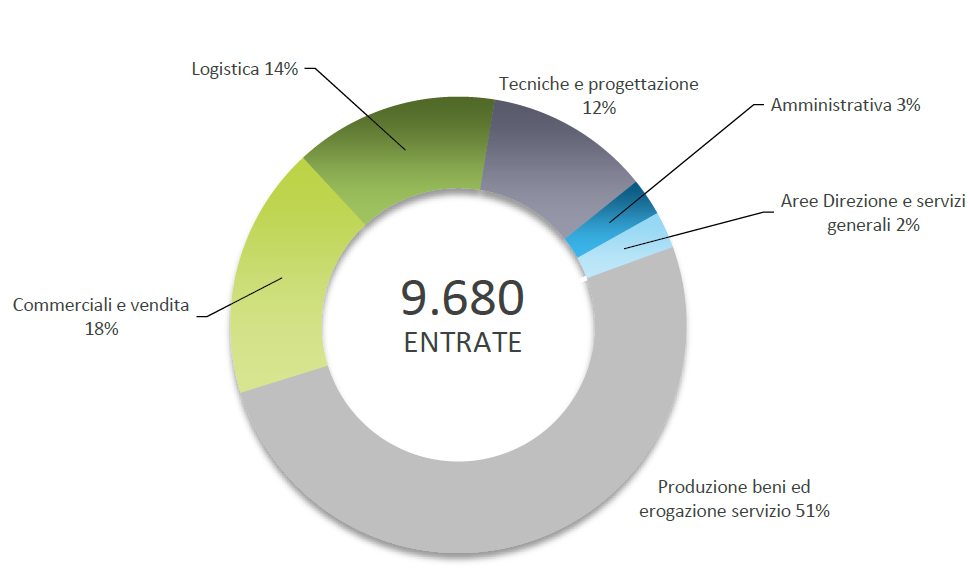 Logistica 14%
Tecniche e progettazione
12%
Amministrativa 3%
Aree Direzione e servizi
generali 2%
Commerciali e vendita
18%
9.680
ENTRATE
Produzione beni ed
erogazione servizio 51%